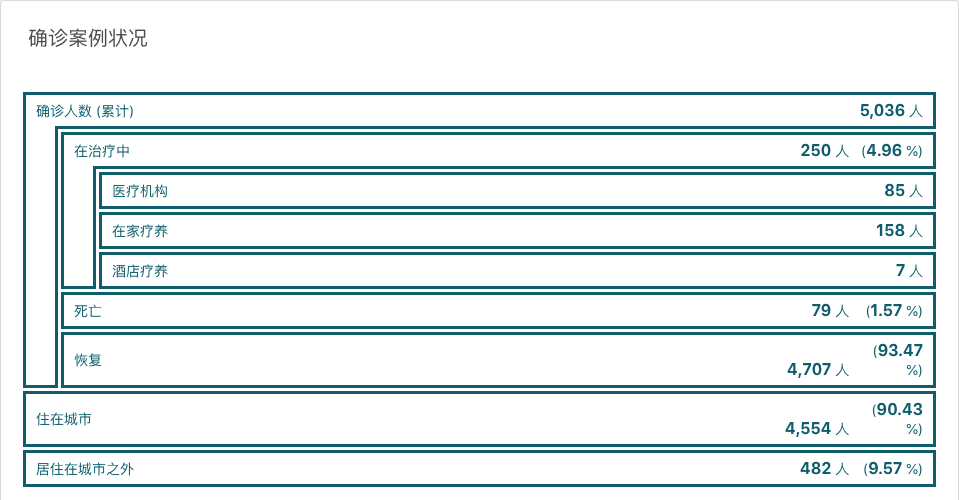 确诊案例状况
确诊人数 (累计) 5,036 人
在治疗中 250 人 (4.96 %)
医疗机构 85 人
在家疗养 158 人
酒店疗养 7 人
死亡 79 人 (1.57 %)
恢复 4,707 人 (93.47 %)
住在城市 4,554 人 (90.43 %)
居住在城市之外 482 人 (9.57 %)